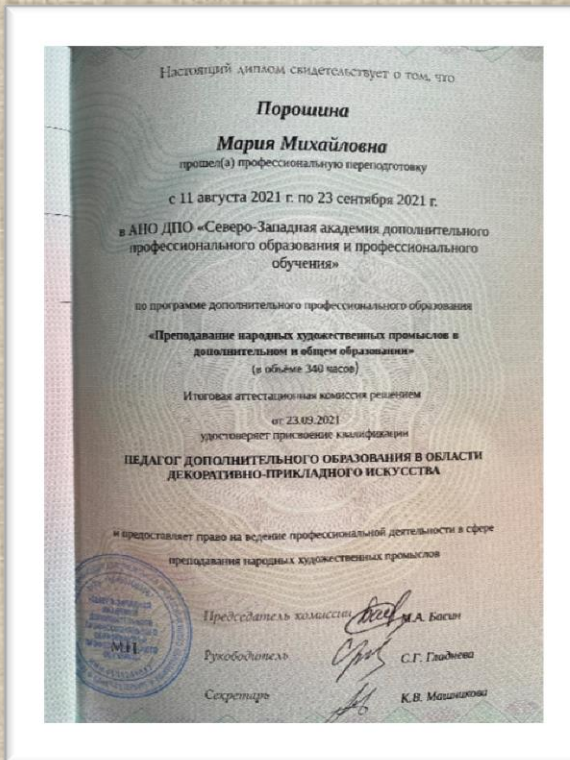 Настоящий диплом свидетельствует о том, что
Порошина
Мария Михайловна
прошел(а) профессиональную переподготовку
с 11 августа 2021 г. по 23 сентября 2021 г.
в АНО ДПО «Северо-Западная академия дополнительного
профессионального образования и профессионального
обучения»
по программе дополнительного профессионального образования
«Преподавание народных художественных промыслов в
дополнительном и общем образовании»
(в объёме 340 часов)
Итоговая аттестационная комиссия решением
от 23.09.2021
удостоверяет присвоение квалификации
ПЕДАГОГ ДОПОЛНИТЕЛЬНОГО ОБРАЗОВАНИЯ В ОБЛАСТИ
ДЕКОРАТИВНО-ПРИКЛАДНОГО ИСКУССТВА
и предоставляет право на ведение профессиональной деятельности в сфере
преподавания народных художественных промыслов
Председатель комиссии М.А. Басин
МП
Руководитель С.Г. Гладнева
Секретарь К.В. Машникова